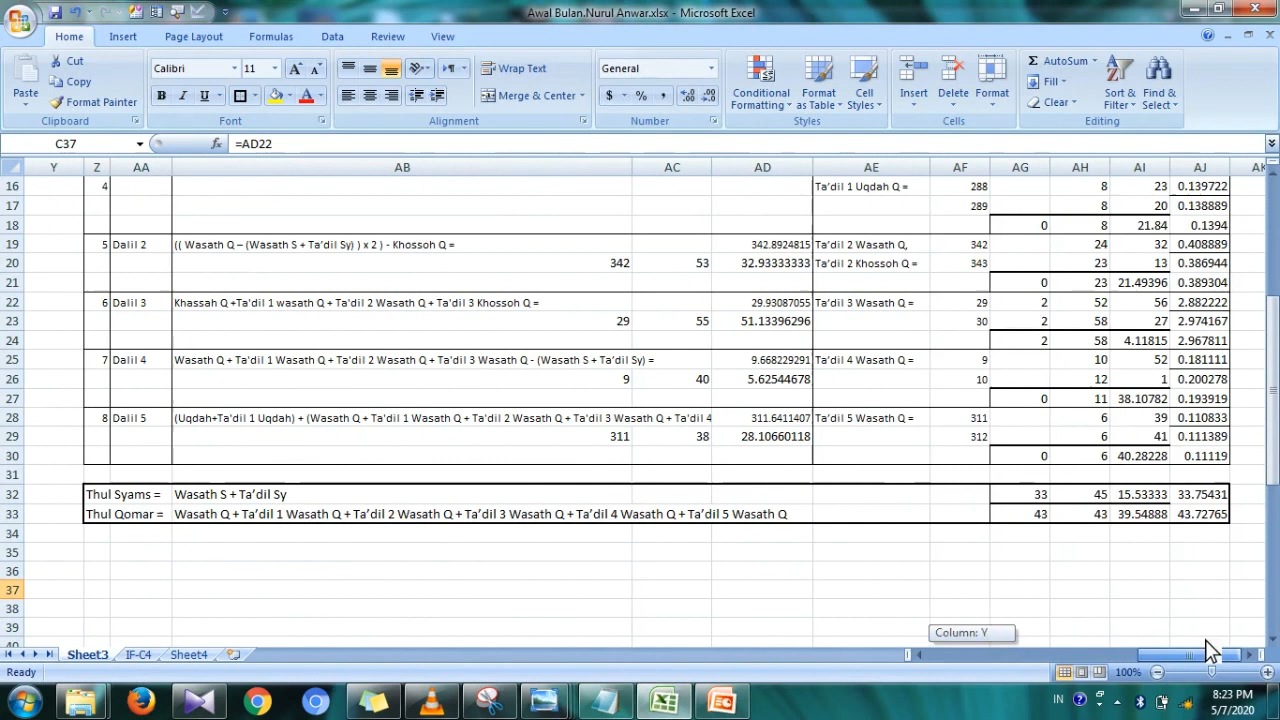 Awal Bulan.Nurul Anwar.xlsx - Microsoft Excel
Home Insert Page Layout Formulas Data Review View
Paste Cut Copy Format Painter Clipboard
Calibri 11 B I U Font
Wrap Text Merge & Center Alignment
General $ % , Number
Conditional Formatting Format as Table Cell Styles Styles
Insert Delete Format Cells
AutoSum Fill Clear Sort & Filter Find & Select Editing
C37 fx =AD22
Y Z AA AB AC AD AE AF AG AH AI AJ AK
16 4 Ta'dil 1 Uqdah Q = 288 8 23 0.139722
17 289 8 20 0.138889
18 0 8 21.84 0.1394
19 5 Dalil 2 (( Wasath Q – (Wasath S + Ta'dil Sy) ) x 2 ) - Khossoh Q = 342.8924815 Ta'dil 2 Wasath Q, 342 24 32 0.408889
20 342 53 32.93333333 Ta'dil 2 Khossoh Q = 343 23 13 0.386944
21 0 23 21.49396 0.389304
22 6 Dalil 3 Khassah Q +Ta'dil 1 wasath Q + Ta'dil 2 Wasath Q + Ta'dil 3 Khossoh Q = 29.93087055 Ta'dil 3 Wasath Q = 29 2 52 56 2.882222
23 29 55 51.13396296 30 2 58 27 2.974167
24 2 58 4.11815 2.967811
25 7 Dalil 4 Wasath Q + Ta'dil 1 Wasath Q + Ta'dil 2 Wasath Q + Ta'dil 3 Wasath Q - (Wasath S + Ta'dil Sy) = 9.668229291 Ta'dil 4 Wasath Q = 9 10 52 0.181111
26 9 40 5.62544678 10 12 1 0.200278
27 0 11 38.10782 0.193919
28 8 Dalil 5 (Uqdah+Ta'dil 1 Uqdah) + (Wasath Q + Ta'dil 1 Wasath Q + Ta'dil 2 Wasath Q + Ta'dil 3 Wasath Q + Ta'dil 4 311.6411407 Ta'dil 5 Wasath Q = 311 6 39 0.110833
29 311 38 28.10660118 312 6 41 0.111389
30 0 6 40.28228 0.11119
31
32 Thul Syams = Wasath S + Ta'dil Sy 33 45 15.53333 33.75431
33 Thul Qomar = Wasath Q + Ta'dil 1 Wasath Q + Ta'dil 2 Wasath Q + Ta'dil 3 Wasath Q + Ta'dil 4 Wasath Q + Ta'dil 5 Wasath Q 43 43 39.54888 43.72765
34
35
36
37
38
39
Column: Y
Sheet3 IF-C4 Sheet4
Ready 100%
IN 8:23 PM
5/7/2020